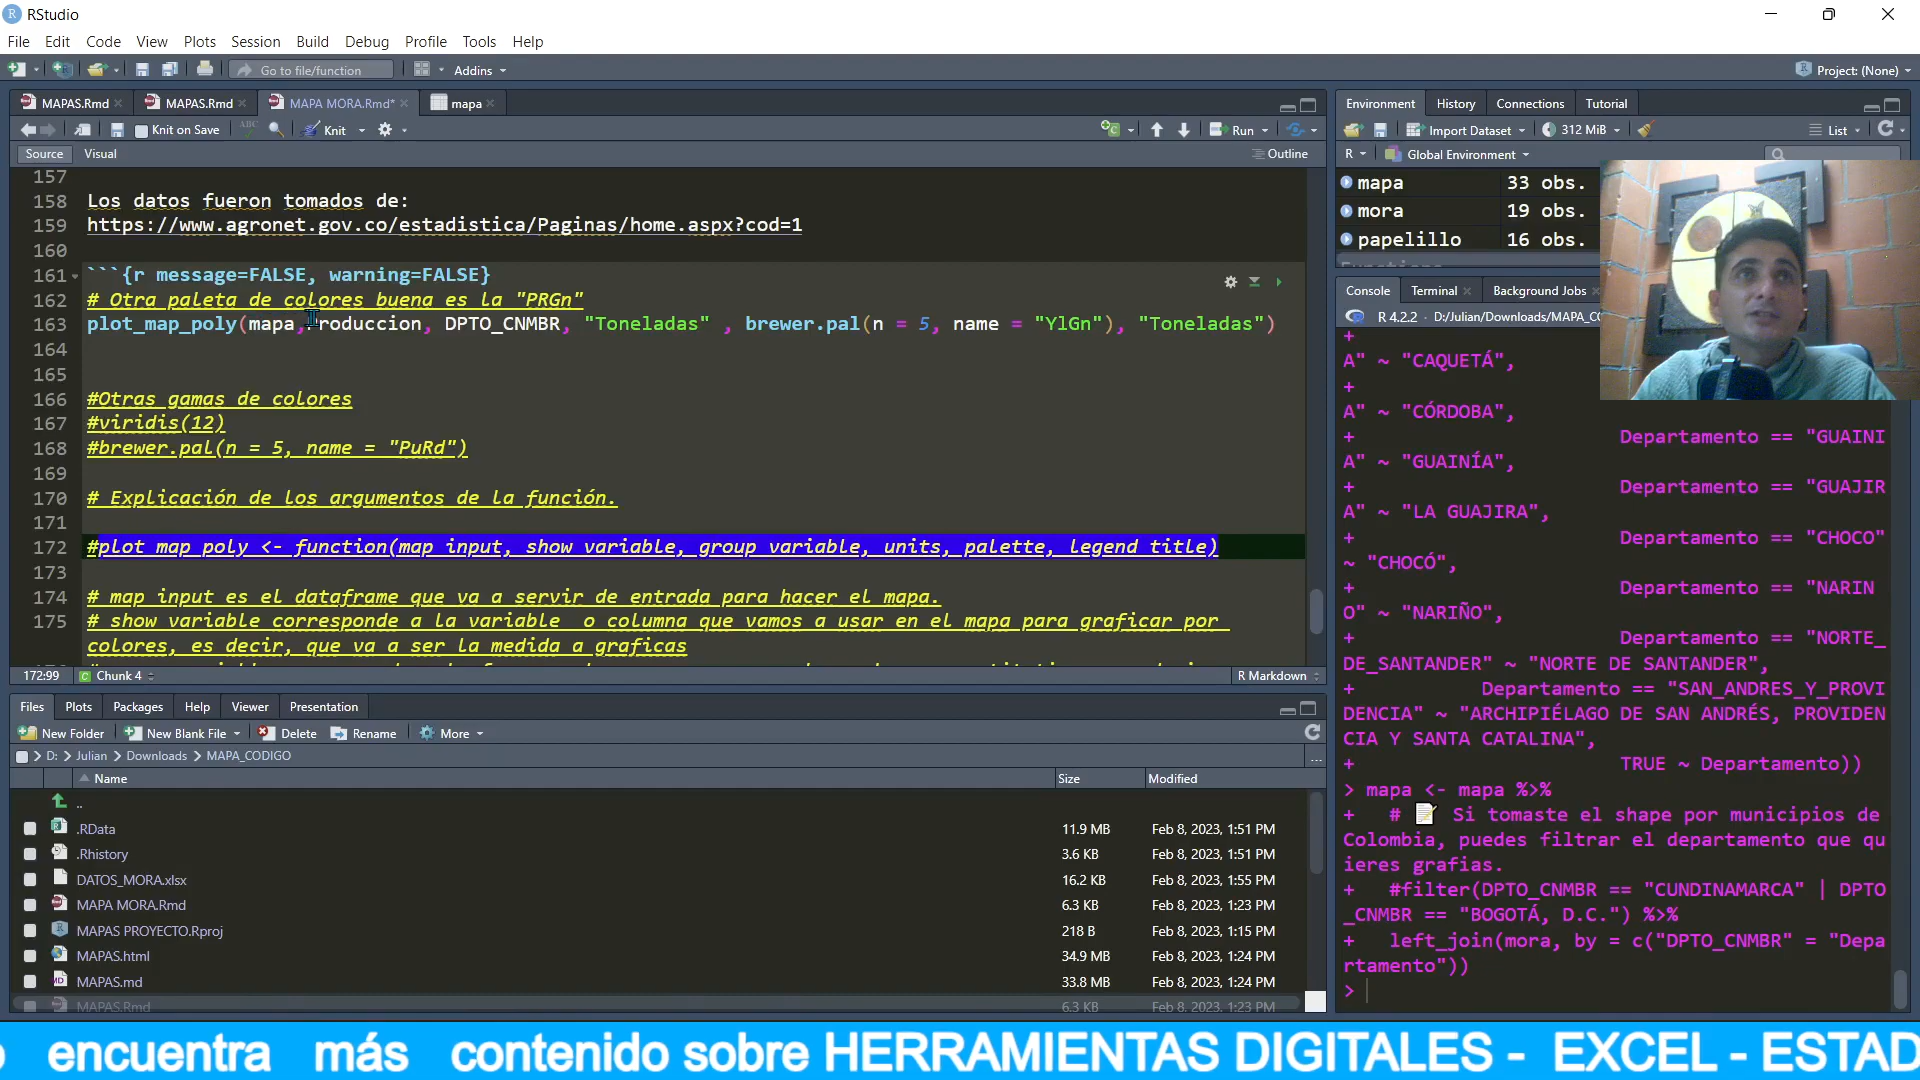 RStudio
File Edit Code View Plots Session Build Debug Profile Tools Help
Go to file/function Addins Project: (None)
MAPAS.Rmd MAPAS.Rmd MAPA MORA.Rmd* mapa
Knit on Save Knit Run
Source Visual Outline
157
158 Los datos fueron tomados de:
159 https://www.agronet.gov.co/estadistica/Paginas/home.aspx?cod=1
160
161 ```{r message=FALSE, warning=FALSE}
162 # Otra paleta de colores buena es la "PRGn"
163 plot_map_poly(mapa,Produccion, DPTO_CNMBR, "Toneladas" , brewer.pal(n = 5, name = "YlGn"), "Toneladas")
164
165
166 #Otras gamas de colores
167 #viridis(12)
168 #brewer.pal(n = 5, name = "PuRd")
169
170 # Explicación de los argumentos de la función.
171
172 #plot_map_poly <- function(map_input, show_variable, group_variable, units, palette, legend_title)
173
174 # map_input es el dataframe que va a servir de entrada para hacer el mapa.
175 # show_variable corresponde a la variable  o columna que vamos a usar en el mapa para graficar por
colores, es decir, que va a ser la medida a graficas
172:99 Chunk 4 R Markdown
Files Plots Packages Help Viewer Presentation
New Folder New Blank File Delete Rename More
D: Julian Downloads MAPA_CODIGO ...
Name Size Modified
..
.RData 11.9 MB Feb 8, 2023, 1:51 PM
.Rhistory 3.6 KB Feb 8, 2023, 1:51 PM
DATOS_MORA.xlsx 16.2 KB Feb 8, 2023, 1:55 PM
MAPA MORA.Rmd 6.3 KB Feb 8, 2023, 1:23 PM
MAPAS PROYECTO.Rproj 218 B Feb 8, 2023, 1:15 PM
MAPAS.html 34.9 MB Feb 8, 2023, 1:24 PM
MAPAS.md 33.8 MB Feb 8, 2023, 1:24 PM
MAPAS.Rmd 6.3 KB Feb 8, 2023, 1:23 PM
Environment History Connections Tutorial
Import Dataset 312 MiB List
R Global Environment
mapa 33 obs.
mora 19 obs.
papelillo 16 obs.
Console Terminal Background Jobs
R 4.2.2 · D:/Julian/Downloads/MAPA_CO
+
A" ~ "CAQUETÁ",
+
A" ~ "CÓRDOBA",
+ Departamento == "GUAINI
A" ~ "GUAINÍA",
+ Departamento == "GUAJIR
A" ~ "LA GUAJIRA",
+ Departamento == "CHOCO"
~ "CHOCÓ",
+ Departamento == "NARIN
O" ~ "NARIÑO",
+ Departamento == "NORTE_
DE_SANTANDER" ~ "NORTE DE SANTANDER",
+ Departamento == "SAN_ANDRES_Y_PROVI
DENCIA" ~ "ARCHIPIÉLAGO DE SAN ANDRÉS, PROVIDEN
CIA Y SANTA CATALINA",
+ TRUE ~ Departamento))
> mapa <- mapa %>%
+ # 📝 Si tomaste el shape por municipios de
Colombia, puedes filtrar el departamento que qu
ieres grafias.
+ #filter(DPTO_CNMBR == "CUNDINAMARCA" | DPTO
_CNMBR == "BOGOTÁ, D.C.") %>%
+ left_join(mora, by = c("DPTO_CNMBR" = "Depa
rtamento"))
>
o encuentra más contenido sobre HERRAMIENTAS DIGITALES - EXCEL - ESTAD